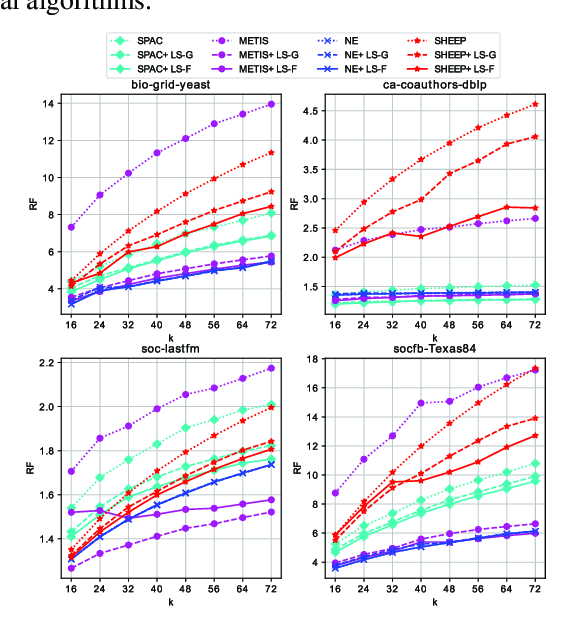 al algorithms.
SPAC METIS NE SHEEP
SPAC+ LS-G METIS+ LS-G NE+ LS-G SHEEP+ LS-G
SPAC+ LS-F METIS+ LS-F NE+ LS-F SHEEP+ LS-F
bio-grid-yeast ca-coauthors-dblp
14
12
10
8
6
4
RF
16 24 32 40 48 56 64 72
k
4.5
4.0
3.5
3.0
2.5
2.0
1.5
RF
16 24 32 40 48 56 64 72
k
soc-lastfm socfb-Texas84
2.2
2.0
1.8
1.6
1.4
RF
16 24 32 40 48 56 64 72
k
18
16
14
12
10
8
6
4
RF
16 24 32 40 48 56 64 72
k